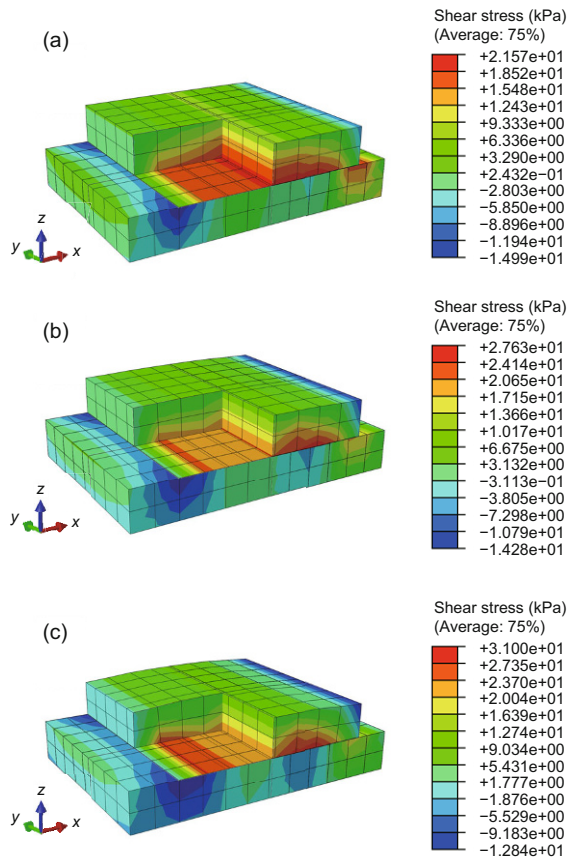 (a)
Shear stress (kPa)
(Average: 75%)
+2.157e+01
+1.852e+01
+1.548e+01
+1.243e+01
+9.333e+00
+6.336e+00
+3.290e+00
+2.432e−01
−2.803e+00
−5.850e+00
−8.896e+00
−1.194e+01
−1.499e+01
z
y
x
(b)
Shear stress (kPa)
(Average: 75%)
+2.763e+01
+2.414e+01
+2.065e+01
+1.715e+01
+1.366e+01
+1.017e+01
+6.675e+00
+3.132e+00
−3.113e−01
−3.805e+00
−7.298e+00
−1.079e+01
−1.428e+01
z
y
x
(c)
Shear stress (kPa)
(Average: 75%)
+3.100e+01
+2.735e+01
+2.370e+01
+2.004e+01
+1.639e+01
+1.274e+01
+9.034e+00
+5.431e+00
+1.777e+00
−1.876e+00
−5.529e+00
−9.183e+00
−1.284e+01
z
y
x